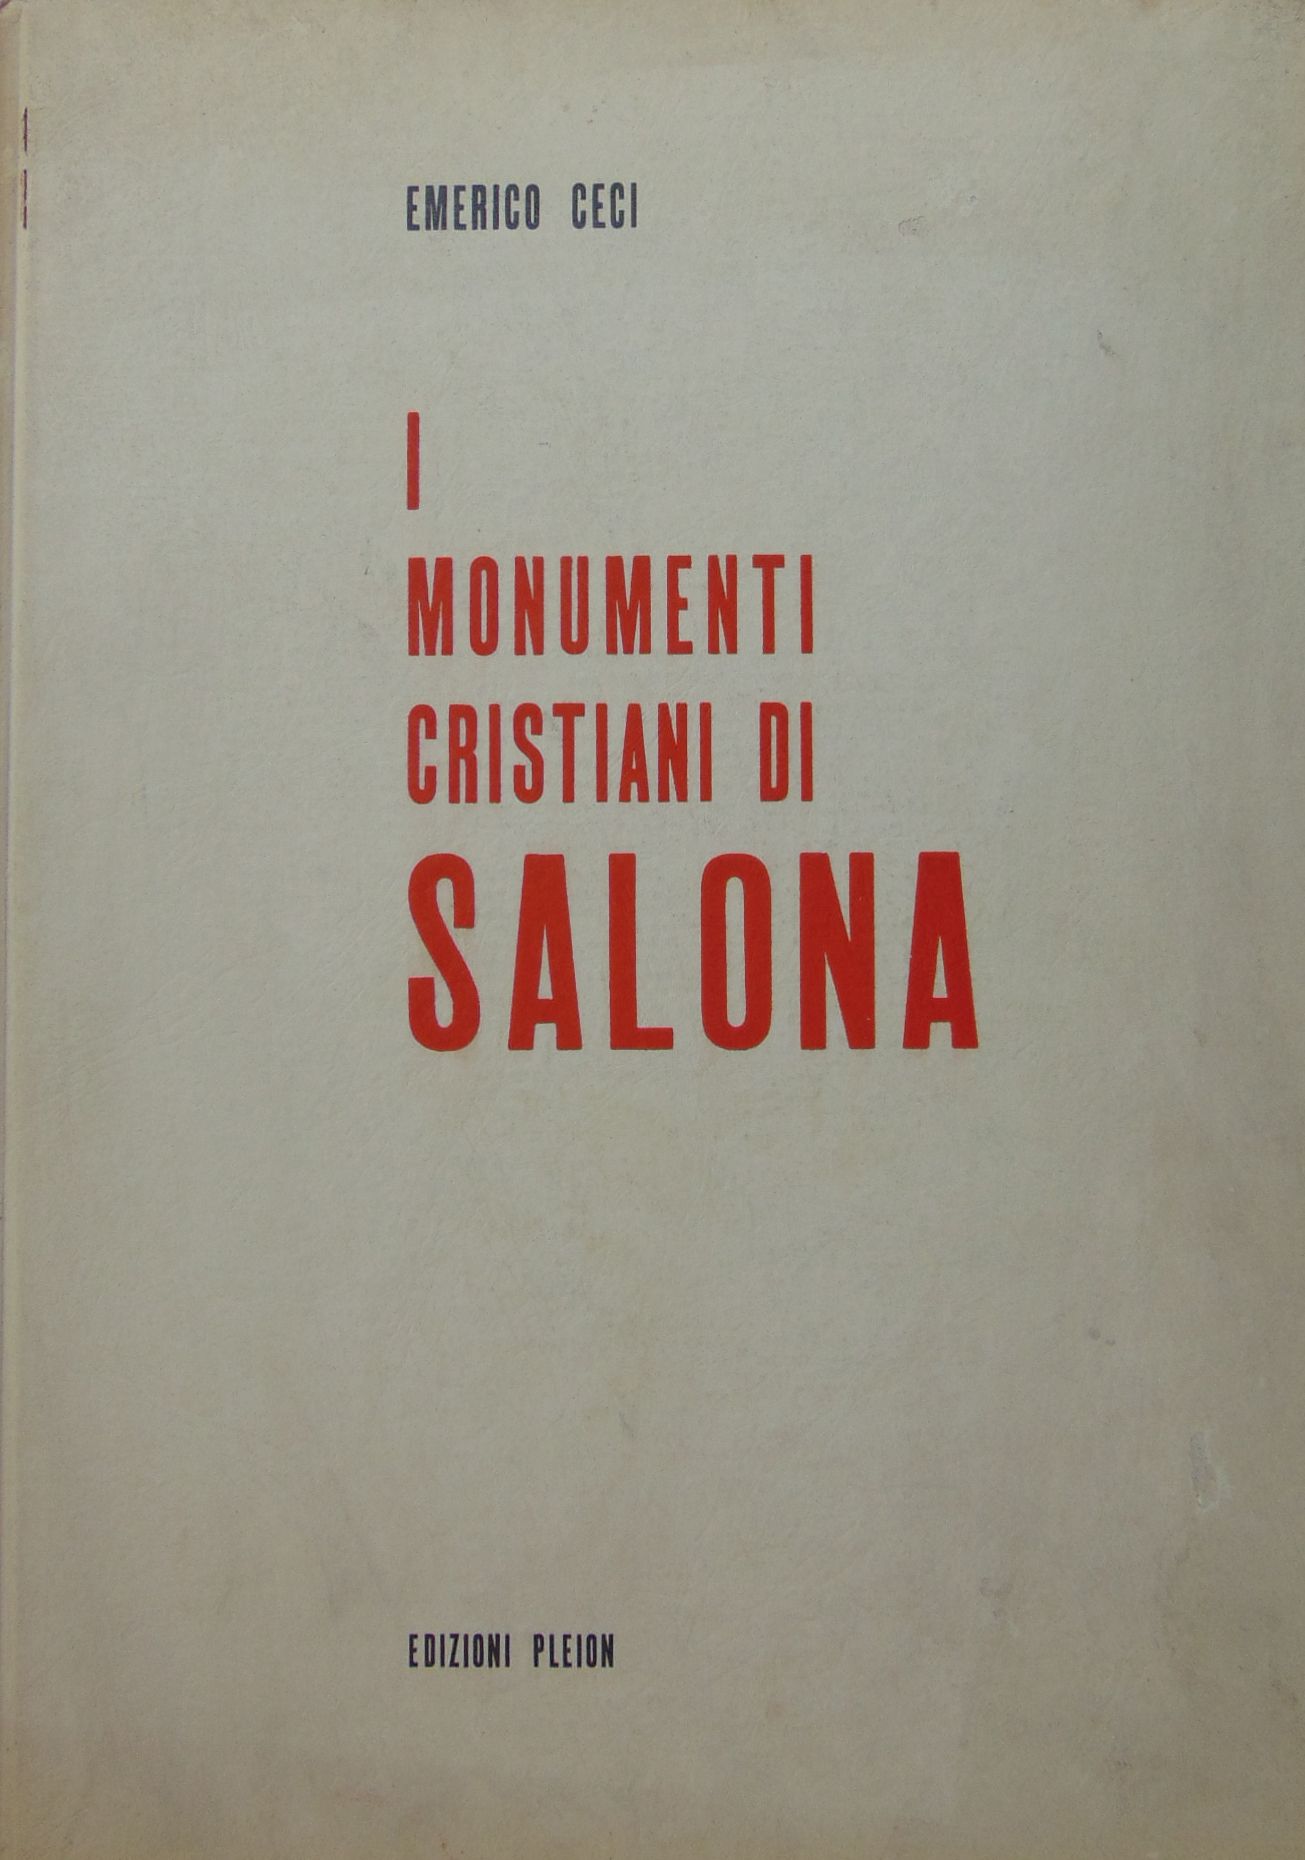 EMERICO CECI
I
MONUMENTI
CRISTIANI DI
SALONA
EDIZIONI PLEION